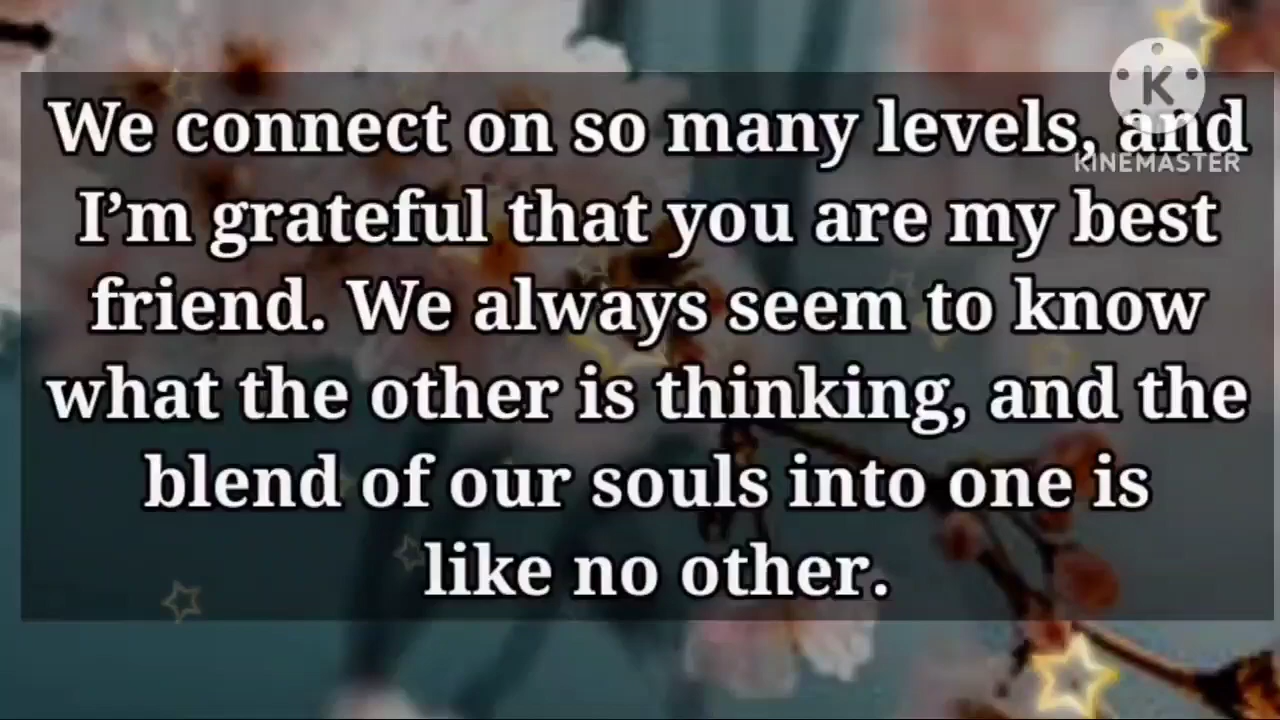 We connect on so many levels, and
I’m grateful that you are my best
friend. We always seem to know
what the other is thinking, and the
blend of our souls into one is
like no other.
K
KINEMASTER